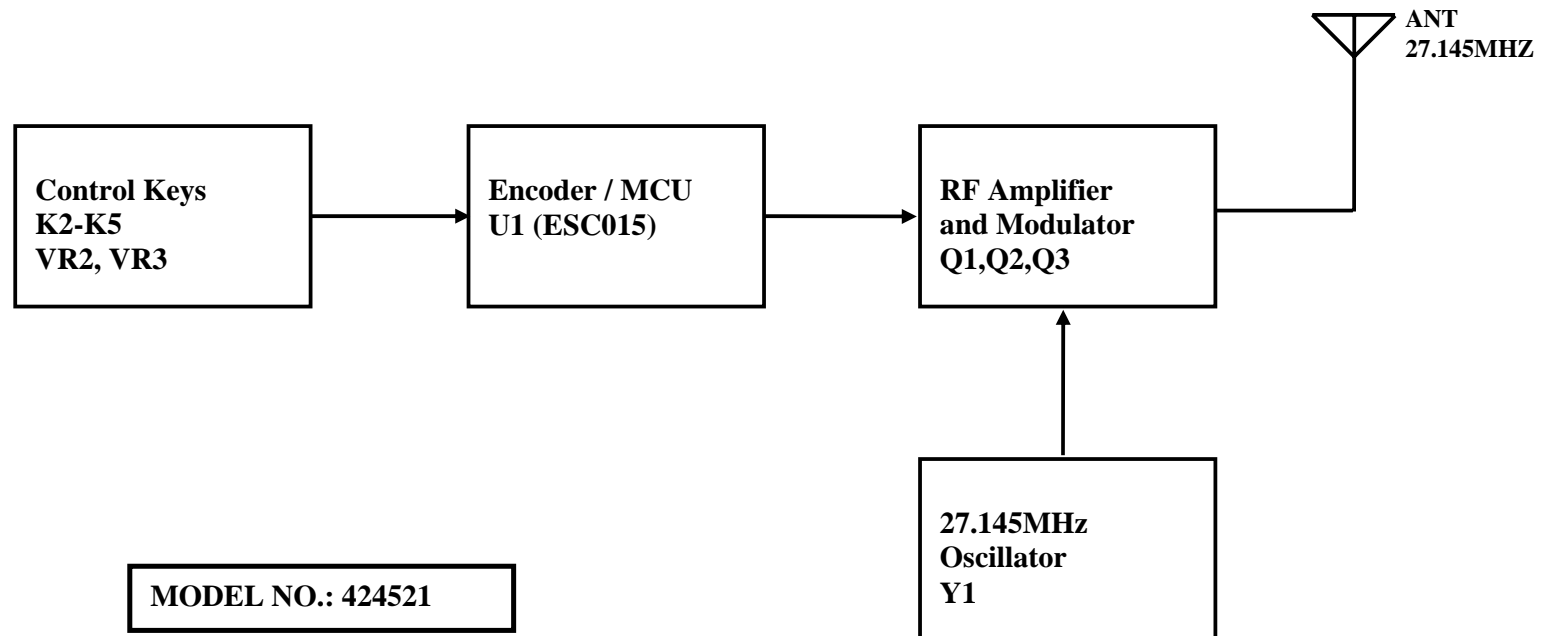 ANT
27.145MHZ
Control Keys
K2-K5
VR2, VR3
Encoder / MCU
U1 (ESC015)
RF Amplifier
and Modulator
Q1,Q2,Q3
27.145MHz
Oscillator
Y1
MODEL NO.: 424521